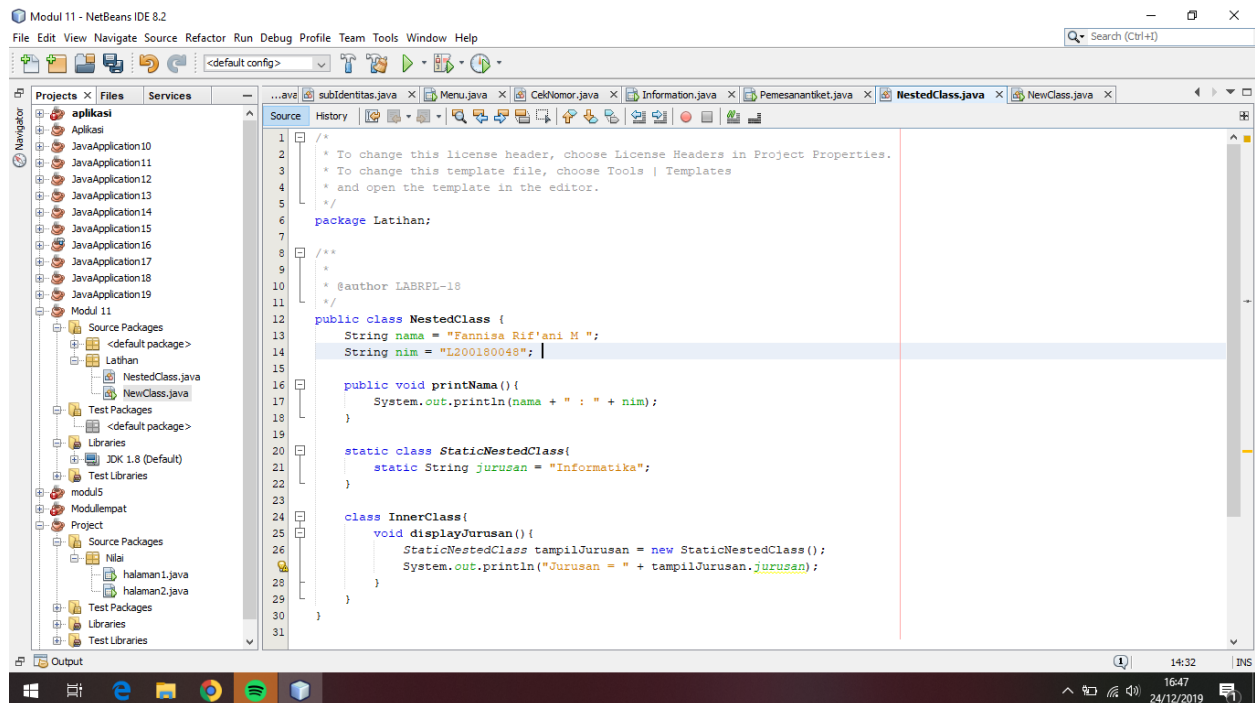 Modul 11 - NetBeans IDE 8.2
File Edit View Navigate Source Refactor Run Debug Profile Team Tools Window Help
Search (Ctrl+I)
<default config>
Projects Files Services
...ava subIdentitas.java Menu.java CekNomor.java Information.java Pemesanantiket.java NestedClass.java NewClass.java
Source History
Navigator
aplikasi
Aplikasi
JavaApplication10
JavaApplication11
JavaApplication12
JavaApplication13
JavaApplication14
JavaApplication15
JavaApplication16
JavaApplication17
JavaApplication18
JavaApplication19
Modul 11
Source Packages
<default package>
Latihan
NestedClass.java
NewClass.java
Test Packages
<default package>
Libraries
JDK 1.8 (Default)
Test Libraries
modul5
Modullempat
Project
Source Packages
Nilai
halaman1.java
halaman2.java
Test Packages
Libraries
Test Libraries
1 /*
2 * To change this license header, choose License Headers in Project Properties.
3 * To change this template file, choose Tools | Templates
4 * and open the template in the editor.
5 */
6 package Latihan;
7
8 /**
9 *
10 * @author LABRPL-18
11 */
12 public class NestedClass {
13 String nama = "Fannisa Rif'ani M ";
14 String nim = "L200180048";
15
16 public void printNama(){
17 System.out.println(nama + " : " + nim);
18 }
19
20 static class StaticNestedClass{
21 static String jurusan = "Informatika";
22 }
23
24 class InnerClass{
25 void displayJurusan(){
26 StaticNestedClass tampilJurusan = new StaticNestedClass();
System.out.println("Jurusan = " + tampilJurusan.jurusan);
28 }
29 }
30 }
31
Output
1 14:32 INS
16:47
24/12/2019
1